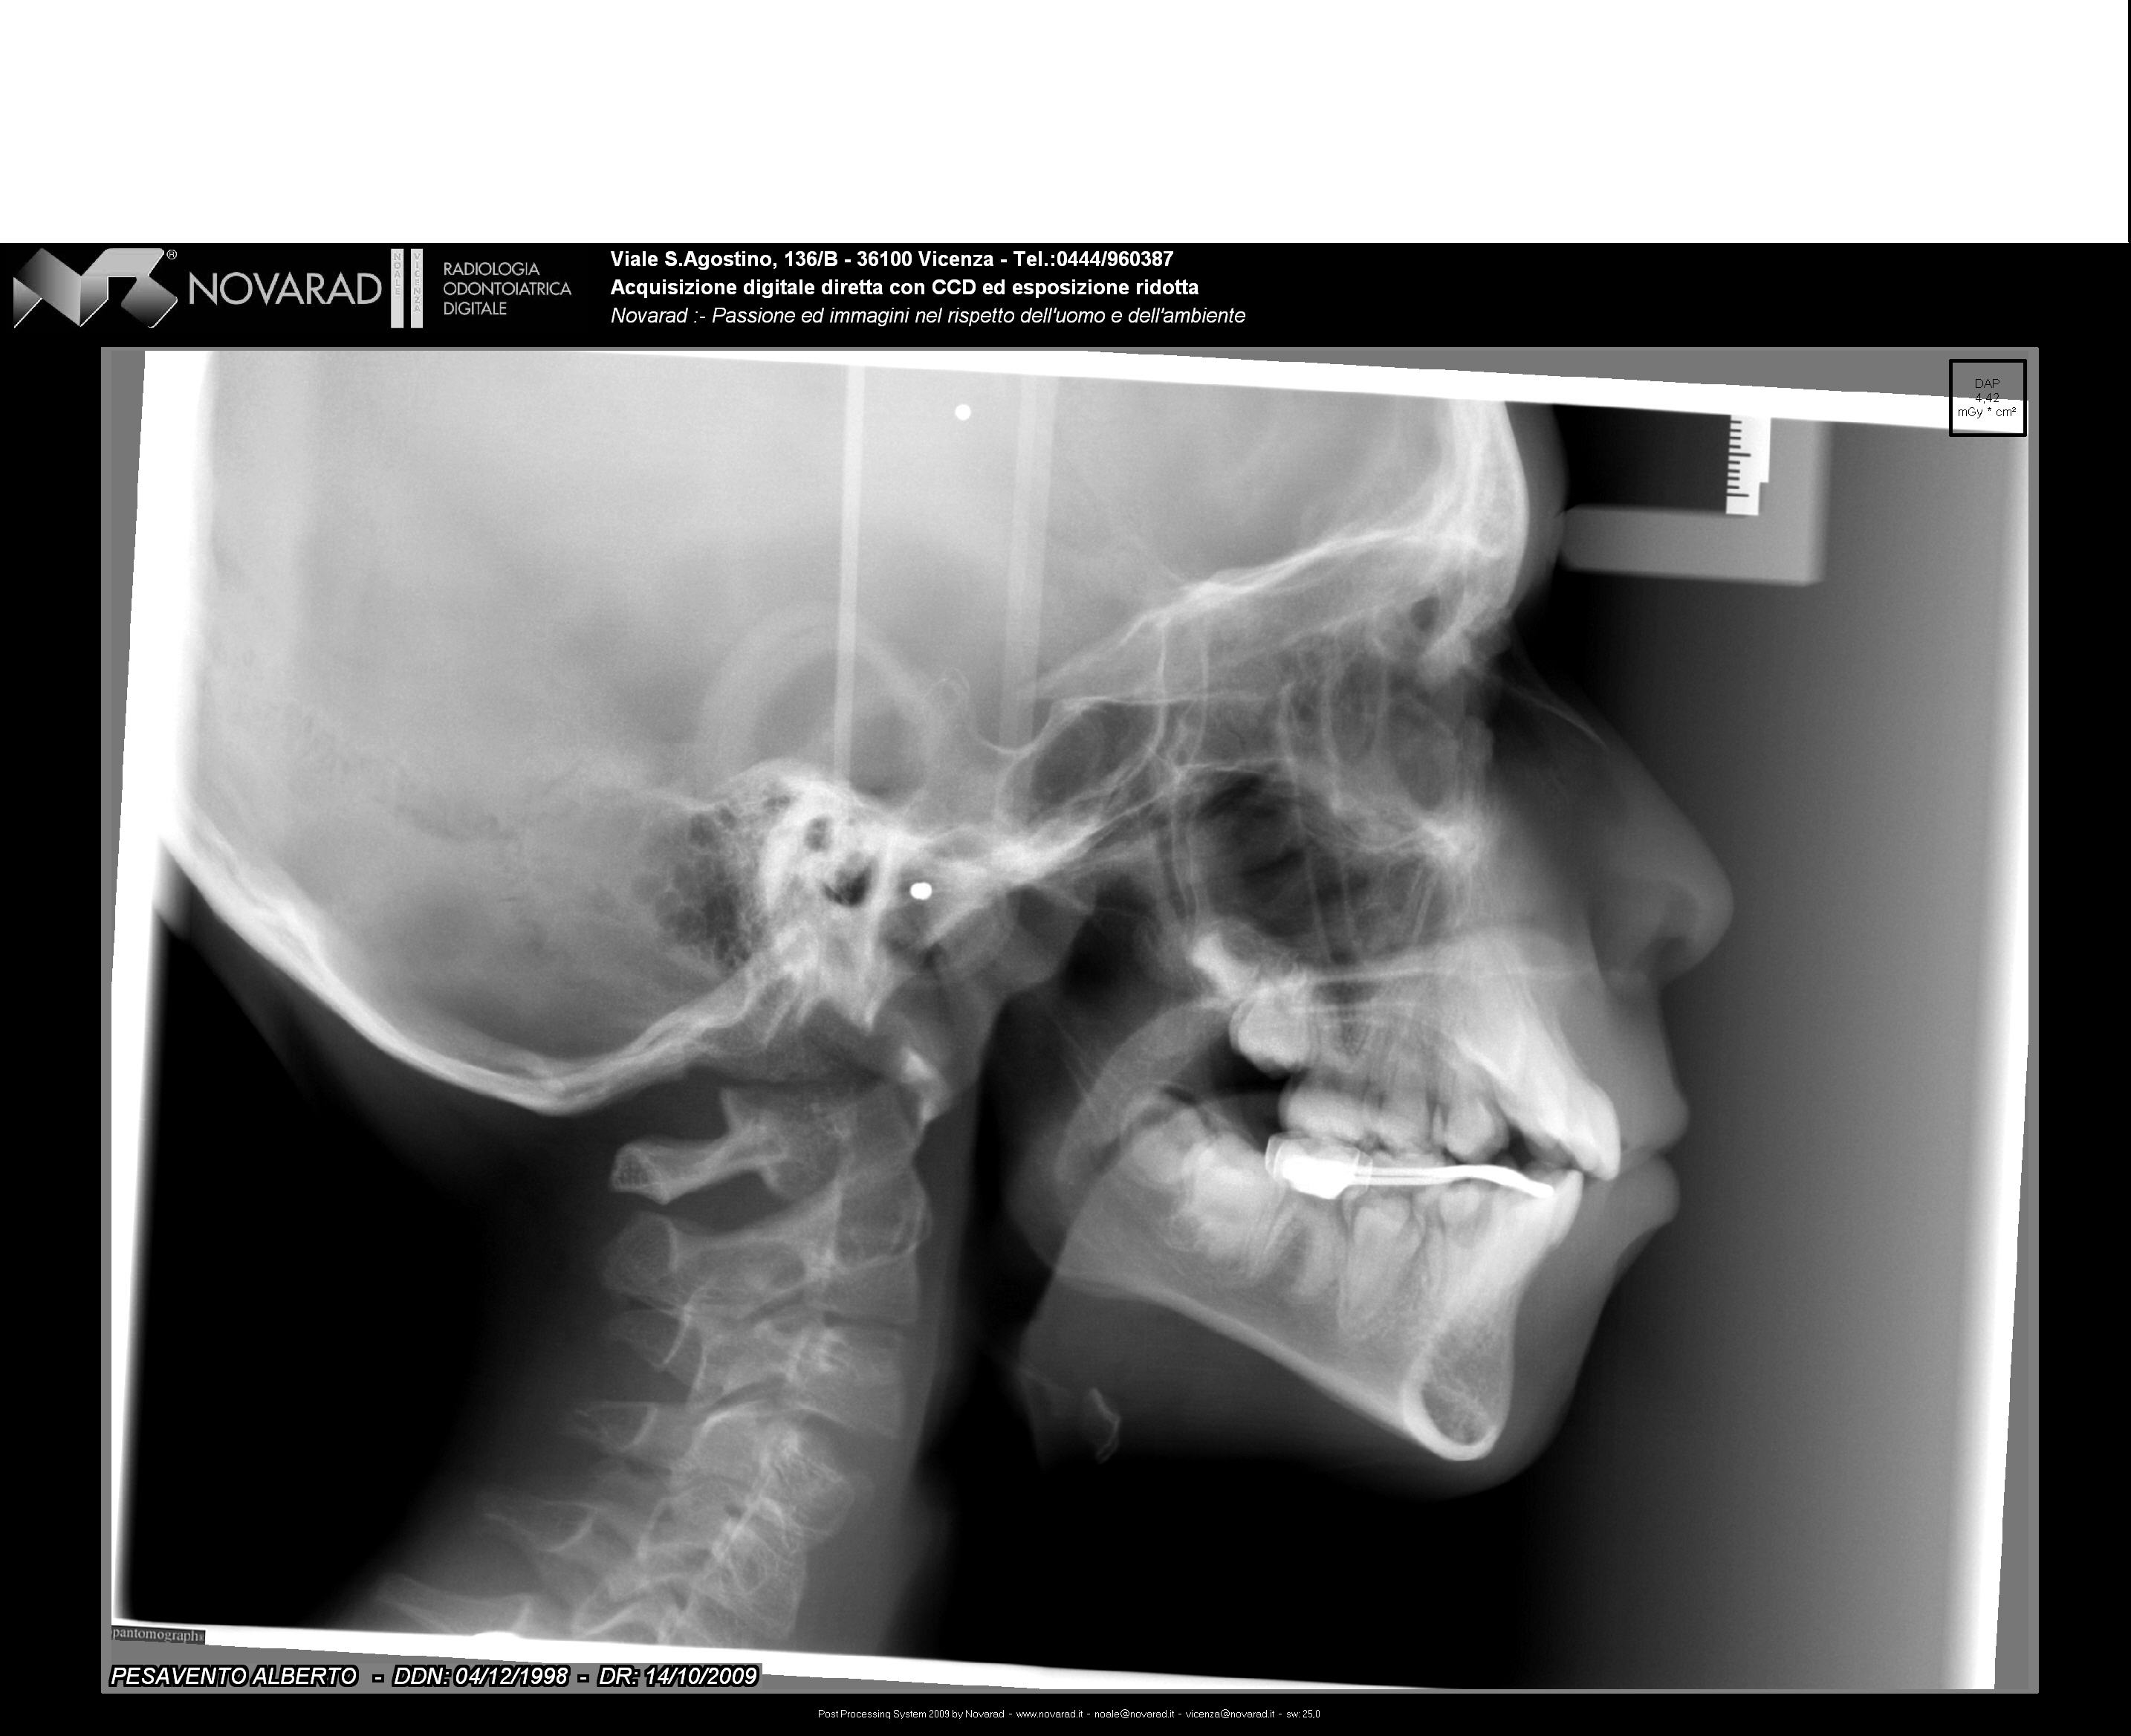 NOVARAD
®
NOALE
VICENZA
RADIOLOGIA
ODONTOIATRICA
DIGITALE
Viale S.Agostino, 136/B - 36100 Vicenza - Tel.:0444/960387
Acquisizione digitale diretta con CCD ed esposizione ridotta
Novarad :- Passione ed immagini nel rispetto dell'uomo e dell'ambiente
DAP
4,42
mGy * cm²
pantomograph
PESAVENTO ALBERTO - DDN: 04/12/1998 - DR: 14/10/2009
Post Processing System 2009 by Novarad - www.novarad.it - noale@novarad.it - vicenza@novarad.it - sw: 25,0